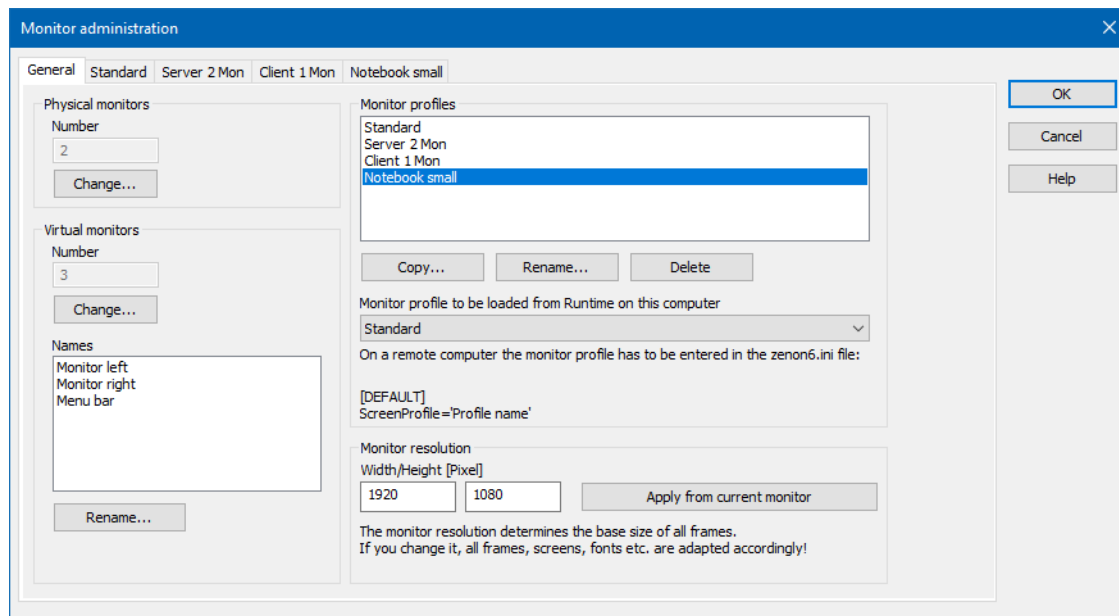 Monitor administration
General
Standard
Server 2 Mon
Client 1 Mon
Notebook small
Physical monitors
Number
2
Change...
Virtual monitors
Number
3
Change...
Names
Monitor left
Monitor right
Menu bar
Rename...
Monitor profiles
Standard
Server 2 Mon
Client 1 Mon
Notebook small
Copy...
Rename...
Delete
Monitor profile to be loaded from Runtime on this computer
Standard
On a remote computer the monitor profile has to be entered in the zenon6.ini file:
[DEFAULT]
ScreenProfile='Profile name'
Monitor resolution
Width/Height [Pixel]
1920
1080
Apply from current monitor
The monitor resolution determines the base size of all frames.
If you change it, all frames, screens, fonts etc. are adapted accordingly!
OK
Cancel
Help